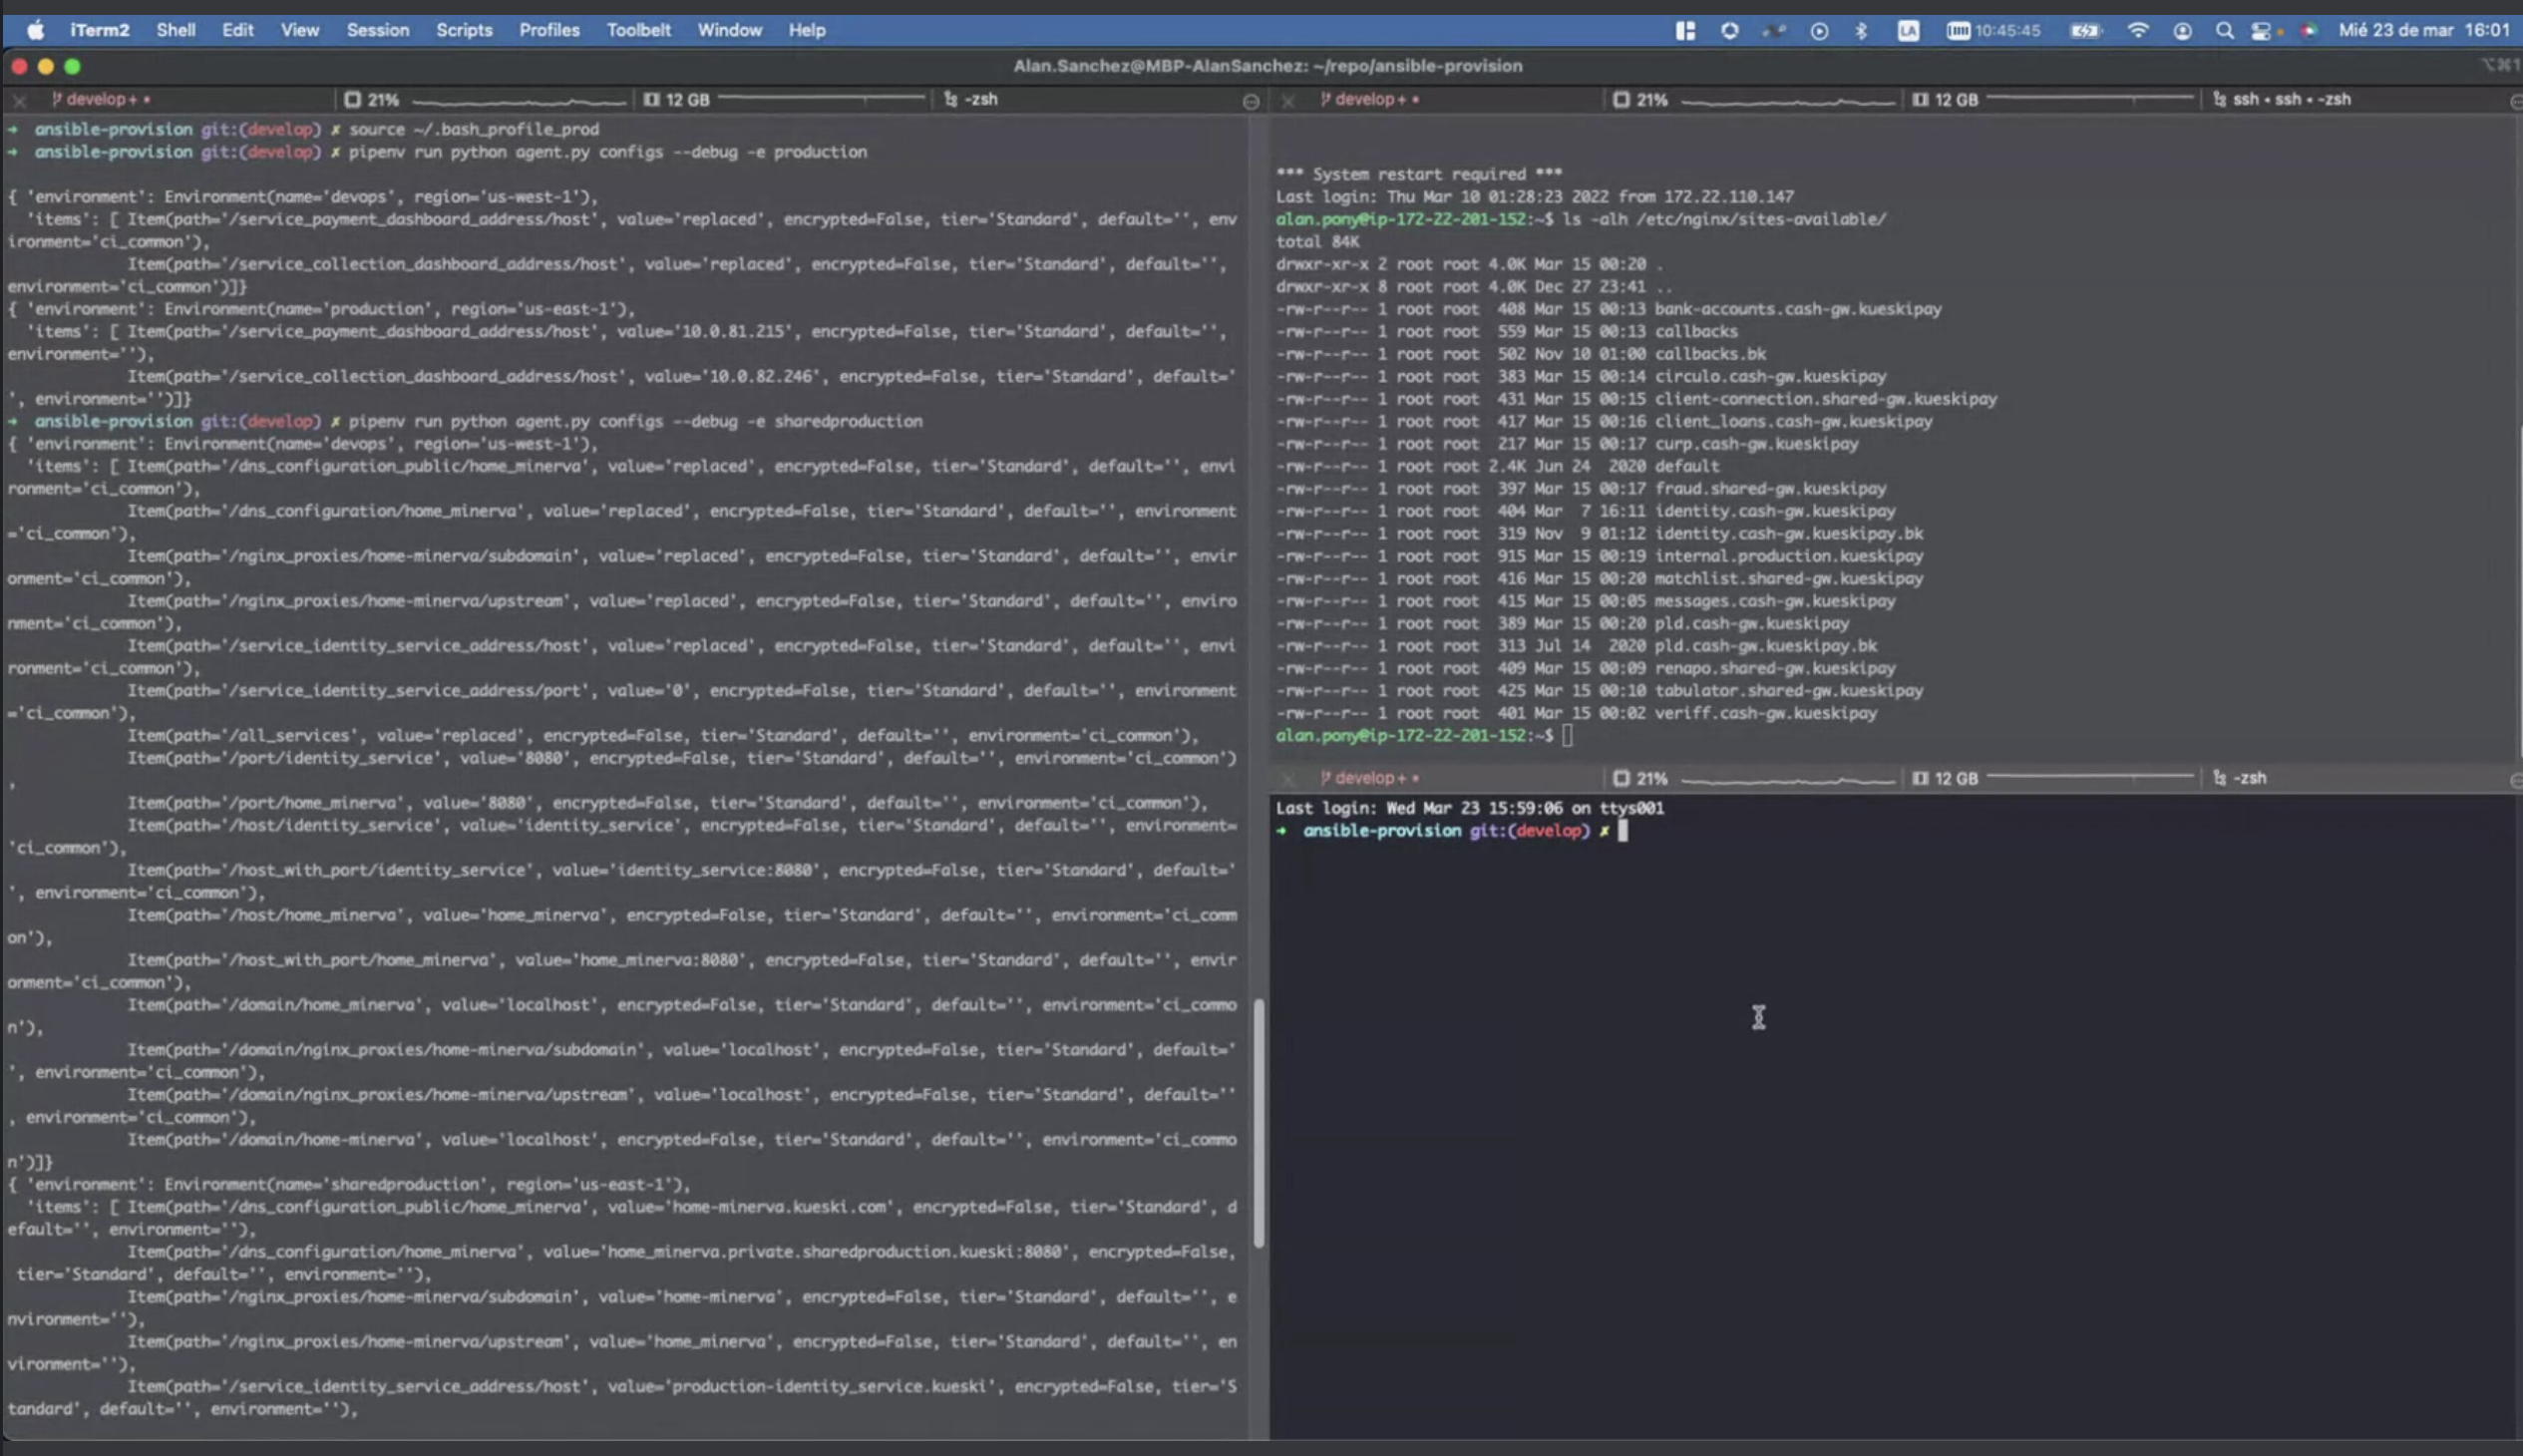 iTerm2 Shell Edit View Session Scripts Profiles Toolbelt Window Help LA 10:45:45 Mié 23 de mar 16:01
Alan.Sanchez@MBP-AlanSanchez: ~/repo/ansible-provision ⌥⌘1
develop+ • 21% 12 GB -zsh
→ ansible-provision git:(develop) ✗ source ~/.bash_profile_prod
→ ansible-provision git:(develop) ✗ pipenv run python agent.py configs --debug -e production
{ 'environment': Environment(name='devops', region='us-west-1'),
'items': [ Item(path='/service_payment_dashboard_address/host', value='replaced', encrypted=False, tier='Standard', default='', env
ironment='ci_common'),
Item(path='/service_collection_dashboard_address/host', value='replaced', encrypted=False, tier='Standard', default='',
environment='ci_common')]}
{ 'environment': Environment(name='production', region='us-east-1'),
'items': [ Item(path='/service_payment_dashboard_address/host', value='10.0.81.215', encrypted=False, tier='Standard', default='',
environment=''),
Item(path='/service_collection_dashboard_address/host', value='10.0.82.246', encrypted=False, tier='Standard', default='
', environment='')]}
→ ansible-provision git:(develop) ✗ pipenv run python agent.py configs --debug -e sharedproduction
{ 'environment': Environment(name='devops', region='us-west-1'),
'items': [ Item(path='/dns_configuration_public/home_minerva', value='replaced', encrypted=False, tier='Standard', default='', envi
ronment='ci_common'),
Item(path='/dns_configuration/home_minerva', value='replaced', encrypted=False, tier='Standard', default='', environment
='ci_common'),
Item(path='/nginx_proxies/home-minerva/subdomain', value='replaced', encrypted=False, tier='Standard', default='', envir
onment='ci_common'),
Item(path='/nginx_proxies/home-minerva/upstream', value='replaced', encrypted=False, tier='Standard', default='', enviro
nment='ci_common'),
Item(path='/service_identity_service_address/host', value='replaced', encrypted=False, tier='Standard', default='', envi
ronment='ci_common'),
Item(path='/service_identity_service_address/port', value='0', encrypted=False, tier='Standard', default='', environment
='ci_common'),
Item(path='/all_services', value='replaced', encrypted=False, tier='Standard', default='', environment='ci_common'),
Item(path='/port/identity_service', value='8080', encrypted=False, tier='Standard', default='', environment='ci_common')
,
Item(path='/port/home_minerva', value='8080', encrypted=False, tier='Standard', default='', environment='ci_common'),
Item(path='/host/identity_service', value='identity_service', encrypted=False, tier='Standard', default='', environment=
'ci_common'),
Item(path='/host_with_port/identity_service', value='identity_service:8080', encrypted=False, tier='Standard', default='
', environment='ci_common'),
Item(path='/host/home_minerva', value='home_minerva', encrypted=False, tier='Standard', default='', environment='ci_comm
on'),
Item(path='/host_with_port/home_minerva', value='home_minerva:8080', encrypted=False, tier='Standard', default='', envir
onment='ci_common'),
Item(path='/domain/home_minerva', value='localhost', encrypted=False, tier='Standard', default='', environment='ci_commo
n'),
Item(path='/domain/nginx_proxies/home-minerva/subdomain', value='localhost', encrypted=False, tier='Standard', default='
', environment='ci_common'),
Item(path='/domain/nginx_proxies/home-minerva/upstream', value='localhost', encrypted=False, tier='Standard', default=''
, environment='ci_common'),
Item(path='/domain/home-minerva', value='localhost', encrypted=False, tier='Standard', default='', environment='ci_commo
n')]}
{ 'environment': Environment(name='sharedproduction', region='us-east-1'),
'items': [ Item(path='/dns_configuration_public/home_minerva', value='home-minerva.kueski.com', encrypted=False, tier='Standard', d
efault='', environment=''),
Item(path='/dns_configuration/home_minerva', value='home_minerva.private.sharedproduction.kueski:8080', encrypted=False,
tier='Standard', default='', environment=''),
Item(path='/nginx_proxies/home-minerva/subdomain', value='home-minerva', encrypted=False, tier='Standard', default='', e
nvironment=''),
Item(path='/nginx_proxies/home-minerva/upstream', value='home_minerva', encrypted=False, tier='Standard', default='', en
vironment=''),
Item(path='/service_identity_service_address/host', value='production-identity_service.kueski', encrypted=False, tier='S
tandard', default='', environment=''),
develop+ • 21% 12 GB ssh • ssh • -zsh
*** System restart required ***
Last login: Thu Mar 10 01:28:23 2022 from 172.22.110.147
alan.pony@ip-172-22-201-152:~$ ls -alh /etc/nginx/sites-available/
total 84K
drwxr-xr-x 2 root root 4.0K Mar 15 00:20 .
drwxr-xr-x 8 root root 4.0K Dec 27 23:41 ..
-rw-r--r-- 1 root root 408 Mar 15 00:13 bank-accounts.cash-gw.kueskipay
-rw-r--r-- 1 root root 559 Mar 15 00:13 callbacks
-rw-r--r-- 1 root root 502 Nov 10 01:00 callbacks.bk
-rw-r--r-- 1 root root 383 Mar 15 00:14 circulo.cash-gw.kueskipay
-rw-r--r-- 1 root root 431 Mar 15 00:15 client-connection.shared-gw.kueskipay
-rw-r--r-- 1 root root 417 Mar 15 00:16 client_loans.cash-gw.kueskipay
-rw-r--r-- 1 root root 217 Mar 15 00:17 curp.cash-gw.kueskipay
-rw-r--r-- 1 root root 2.4K Jun 24 2020 default
-rw-r--r-- 1 root root 397 Mar 15 00:17 fraud.shared-gw.kueskipay
-rw-r--r-- 1 root root 404 Mar 7 16:11 identity.cash-gw.kueskipay
-rw-r--r-- 1 root root 319 Nov 9 01:12 identity.cash-gw.kueskipay.bk
-rw-r--r-- 1 root root 915 Mar 15 00:19 internal.production.kueskipay
-rw-r--r-- 1 root root 416 Mar 15 00:20 matchlist.shared-gw.kueskipay
-rw-r--r-- 1 root root 415 Mar 15 00:05 messages.cash-gw.kueskipay
-rw-r--r-- 1 root root 389 Mar 15 00:20 pld.cash-gw.kueskipay
-rw-r--r-- 1 root root 313 Jul 14 2020 pld.cash-gw.kueskipay.bk
-rw-r--r-- 1 root root 409 Mar 15 00:09 renapo.shared-gw.kueskipay
-rw-r--r-- 1 root root 425 Mar 15 00:10 tabulator.shared-gw.kueskipay
-rw-r--r-- 1 root root 401 Mar 15 00:02 veriff.cash-gw.kueskipay
alan.pony@ip-172-22-201-152:~$
develop+ • 21% 12 GB -zsh
Last login: Wed Mar 23 15:59:06 on ttys001
→ ansible-provision git:(develop) ✗